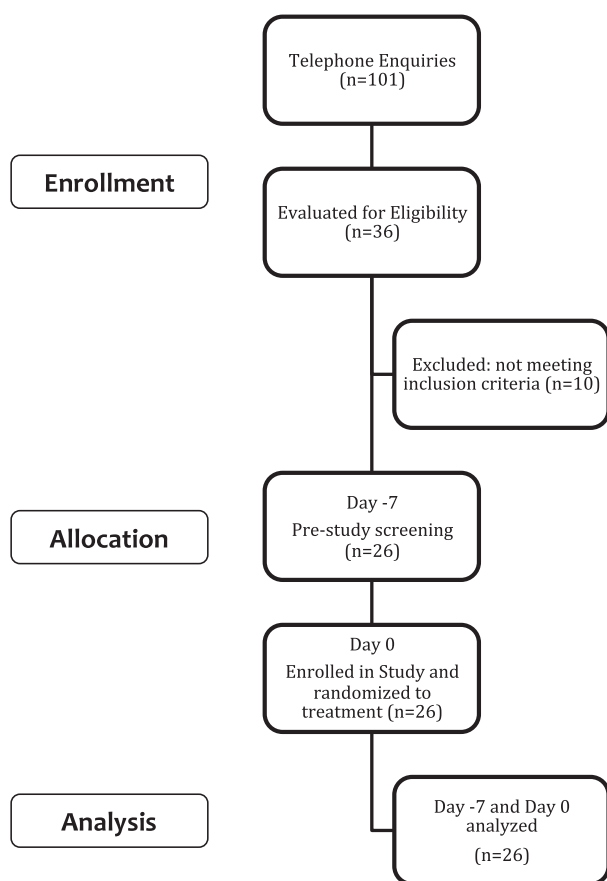 Telephone Enquiries
(n=101)
Enrollment
Evaluated for Eligibility
(n=36)
Excluded: not meeting
inclusion criteria (n=10)
Day -7
Allocation
Pre-study screening
(n=26)
Day 0
Enrolled in Study and
randomized to
treatment (n=26)
Analysis
Day -7 and Day 0
analyzed
(n=26)